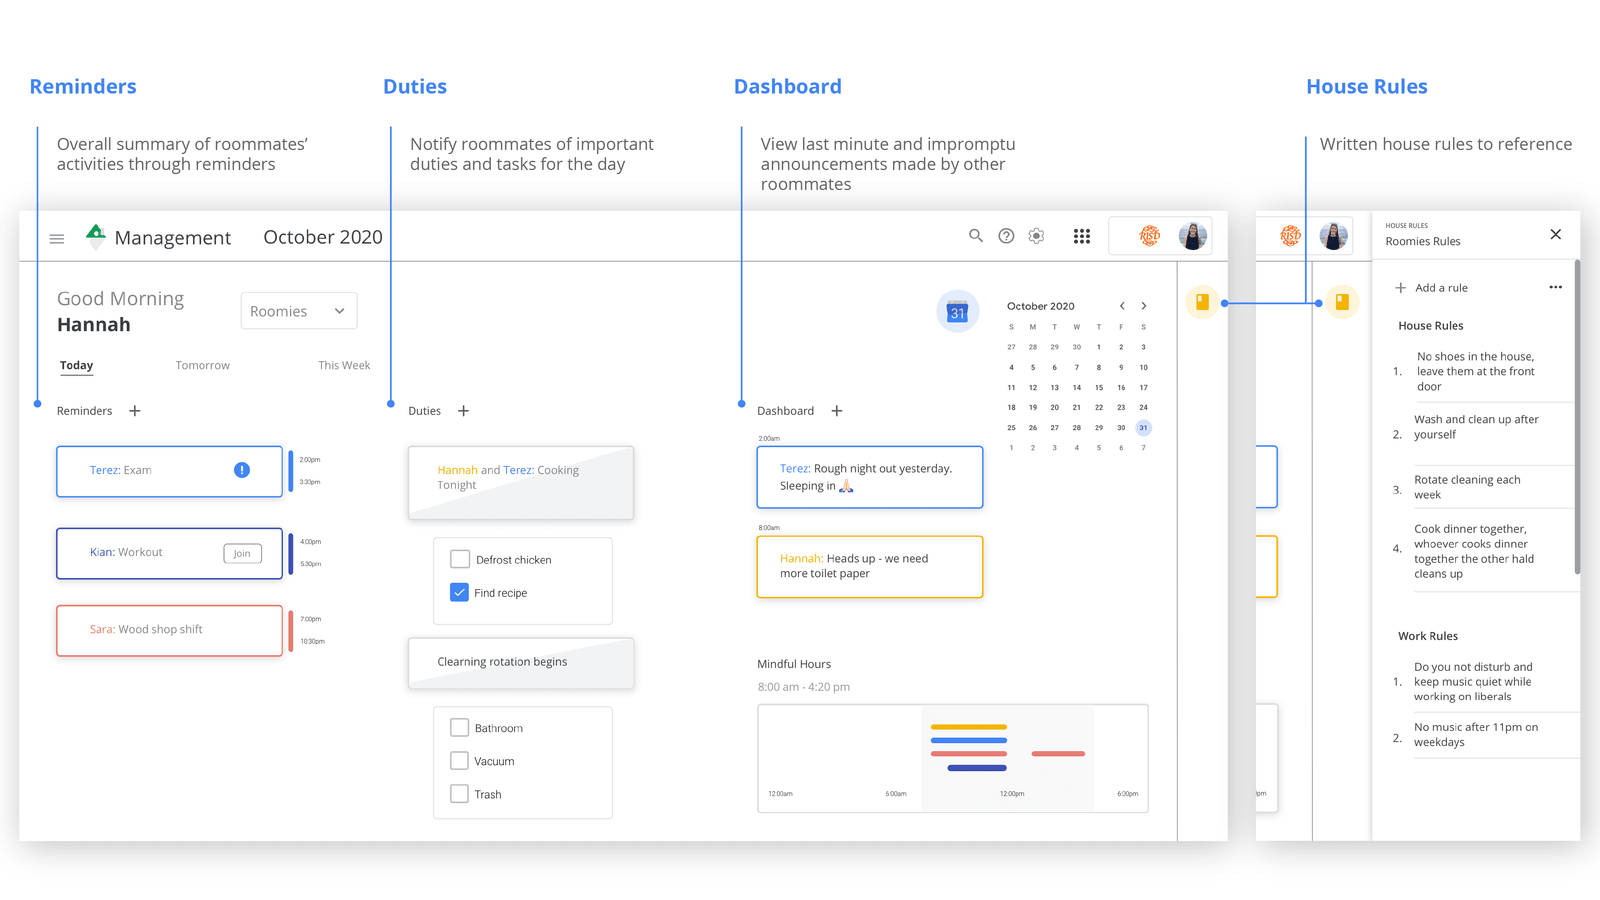 Reminders
Duties
Dashboard
House Rules
Overall summary of roommates’
activities through reminders
Notify roommates of important
duties and tasks for the day
View last minute and impromptu
announcements made by other
roommates
Written house rules to reference
Management
October 2020
RISD
Good Morning
Hannah
Roomies
Today
Tomorrow
This Week
Reminders +
Terez: Exam
2:00pm
3:30pm
Kian: Workout
Join
4:00pm
5:30pm
Sara: Wood shop shift
7:00pm
10:30pm
Duties +
Hannah and Terez: Cooking
Tonight
Defrost chicken
Find recipe
Clearning rotation begins
Bathroom
Vacuum
Trash
31
October 2020
S M T W T F S
27 28 29 30 1 2 3
4 5 6 7 8 9 10
11 12 13 14 15 16 17
18 19 20 21 22 23 24
25 26 27 28 29 30 31
1 2 3 4 5 6 7
Dashboard +
2:00am
Terez: Rough night out yesterday.
Sleeping in 🙏🏻
8:00am
Hannah: Heads up - we need
more toilet paper
Mindful Hours
8:00 am - 4:20 pm
12:00am
12:00pm
6:00pm
RISD
pm
HOUSE RULES
Roomies Rules
+ Add a rule
House Rules
1. No shoes in the house,
leave them at the front
door
2. Wash and clean up after
yourself
3. Rotate cleaning each
week
4. Cook dinner together,
whoever cooks dinner
together the other hald
cleans up
Work Rules
1. Do you not disturb and
keep music quiet while
working on liberals
2. No music after 11pm on
weekdays